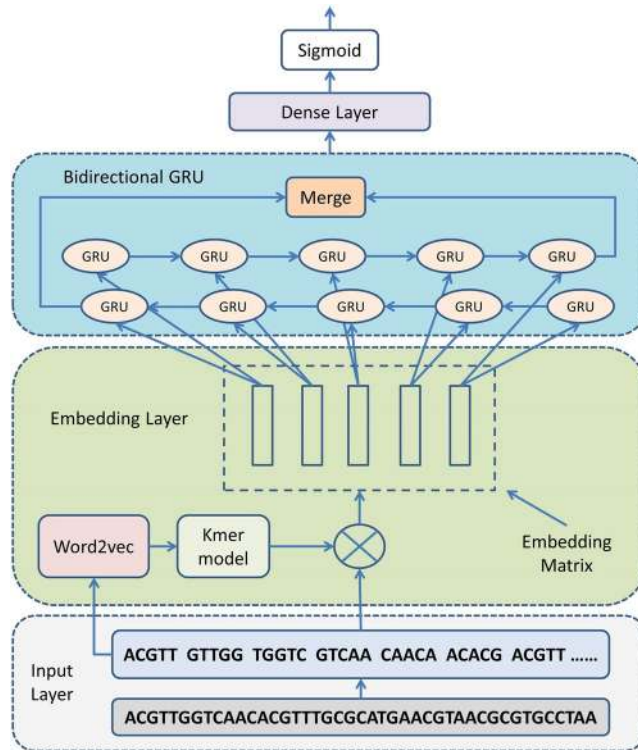 Sigmoid
Dense Layer
Bidirectional GRU
Merge
GRU GRU GRU GRU GRU
GRU GRU GRU GRU GRU
Embedding Layer
Word2vec
Kmer
model
Embedding
Matrix
Input
Layer
ACGTT GTTGG TGGTC GTCAA CAACA ACACG ACGTT ......
ACGTTGGTCAACACGTTTGCGCATGAACGTAACGCGTGCCTAA